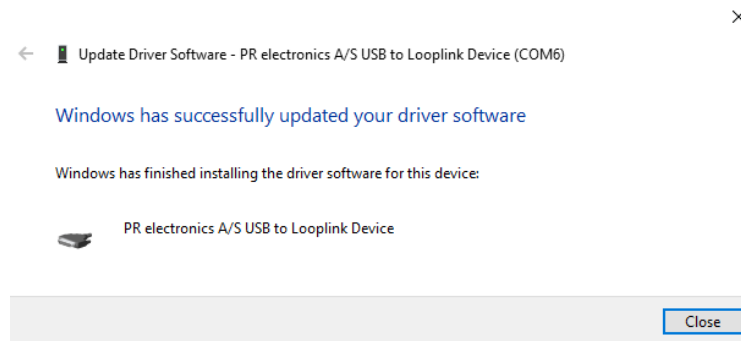 Update Driver Software - PR electronics A/S USB to Looplink Device (COM6)
Windows has successfully updated your driver software
Windows has finished installing the driver software for this device:
PR electronics A/S USB to Looplink Device
Close